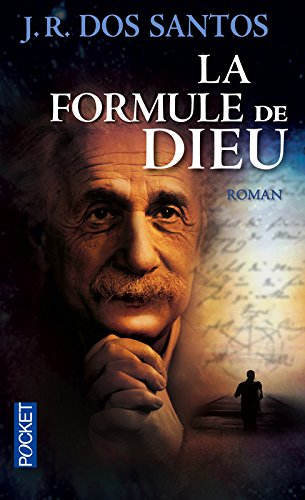 J. R. DOS SANTOS
LA
FORMULE DE
DIEU
ROMAN
POCKET